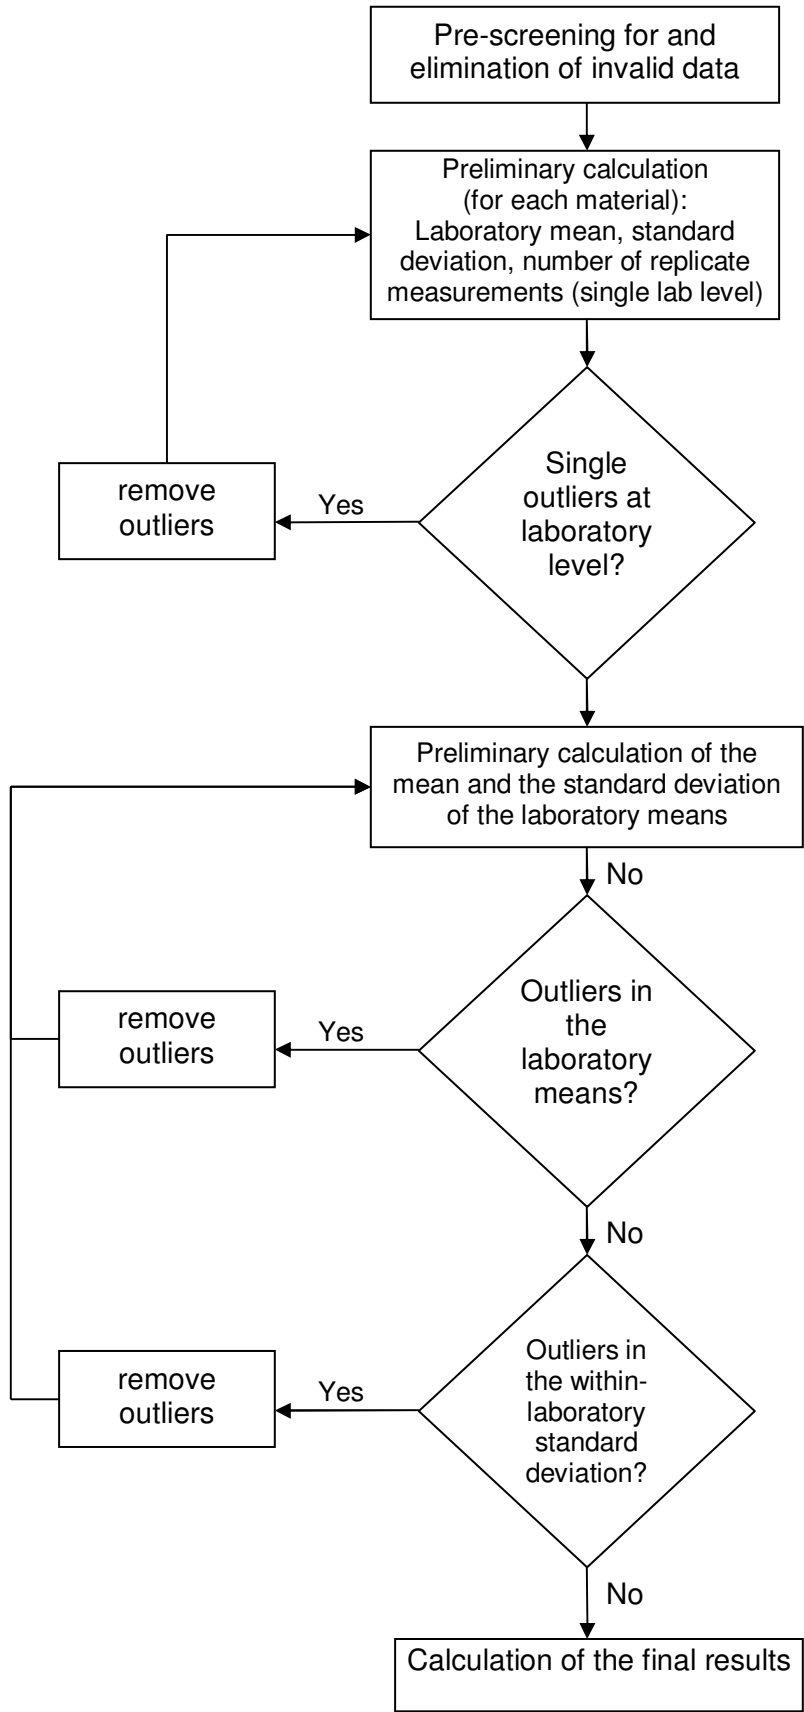 Pre-screening for and
elimination of invalid data
Preliminary calculation
(for each material):
Laboratory mean, standard
deviation, number of replicate
measurements (single lab level)
Single
outliers at
laboratory
level?
Yes
remove
outliers
Preliminary calculation of the
mean and the standard deviation
of the laboratory means
No
Outliers in
the
laboratory
means?
Yes
remove
outliers
No
Outliers in
the within-
laboratory
standard
deviation?
Yes
remove
outliers
No
Calculation of the final results